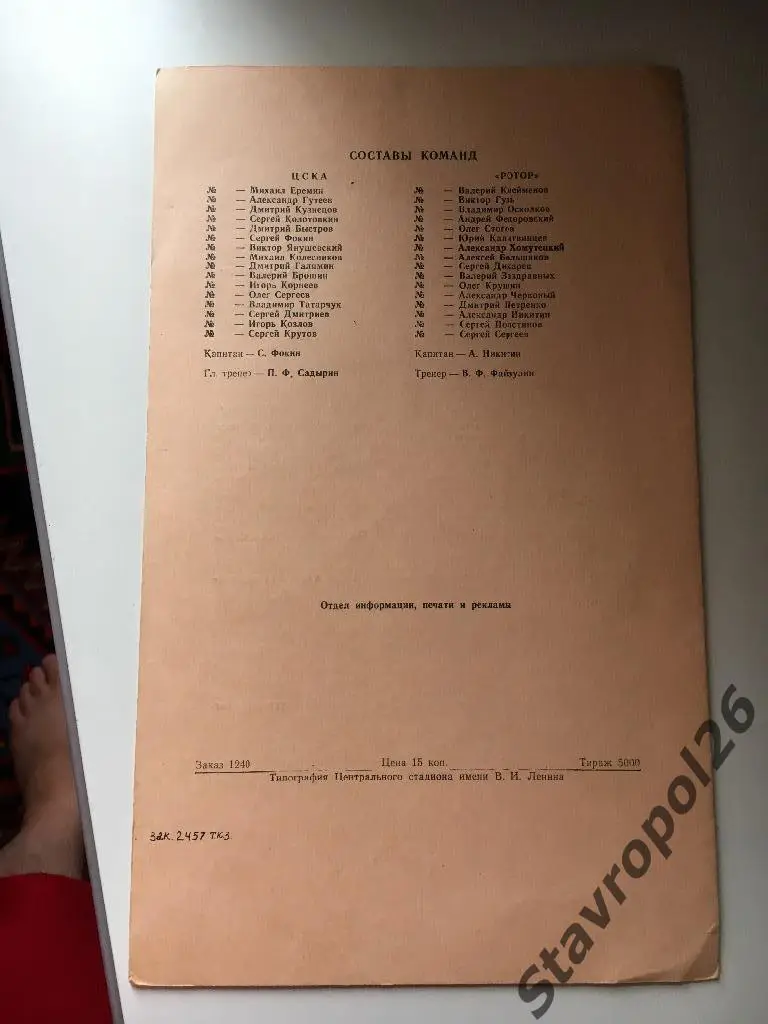 СОСТАВЫ КОМАНД
ЦСКА
№ — Михаил Еремин
№ — Александр Гутеев
№ — Дмитрий Кузнецов
№ — Сергей Колотовкин
№ — Дмитрий Быстров
№ — Сергей Фокин
№ — Виктор Янушевский
№ — Михаил Колесников
№ — Дмитрий Галямин
№ — Валерий Брошин
№ — Игорь Корнеев
№ — Олег Сергеев
№ — Владимир Татарчук
№ — Сергей Дмитриев
№ — Игорь Козлов
№ — Сергей Крутов
Капитан — С. Фокин
Гл. тренер — П. Ф. Садырин
«РОТОР»
№ — Валерий Клейменов
№ — Виктор Гузь
№ — Владимир Осколков
№ — Андрей Федоровский
№ — Олег Стогов
№ — Юрий Калитвинцев
№ — Александр Хомутецкий
№ — Алексей Большаков
№ — Сергей Дикарев
№ — Валерий Заздравных
№ — Олег Крушин
№ — Александр Червоный
№ — Дмитрий Петренко
№ — Александр Никитин
№ — Сергей Полстянов
№ — Сергей Сергеев
Капитан — А. Никитин
Тренер — В. Ф. Файзулин
Отдел информации, печати и рекламы
Заказ 1240 Цена 15 коп. Тираж 5000
Типография Центрального стадиона имени В. И. Ленина
Зак. 2457 ТКЗ
Stavropol26